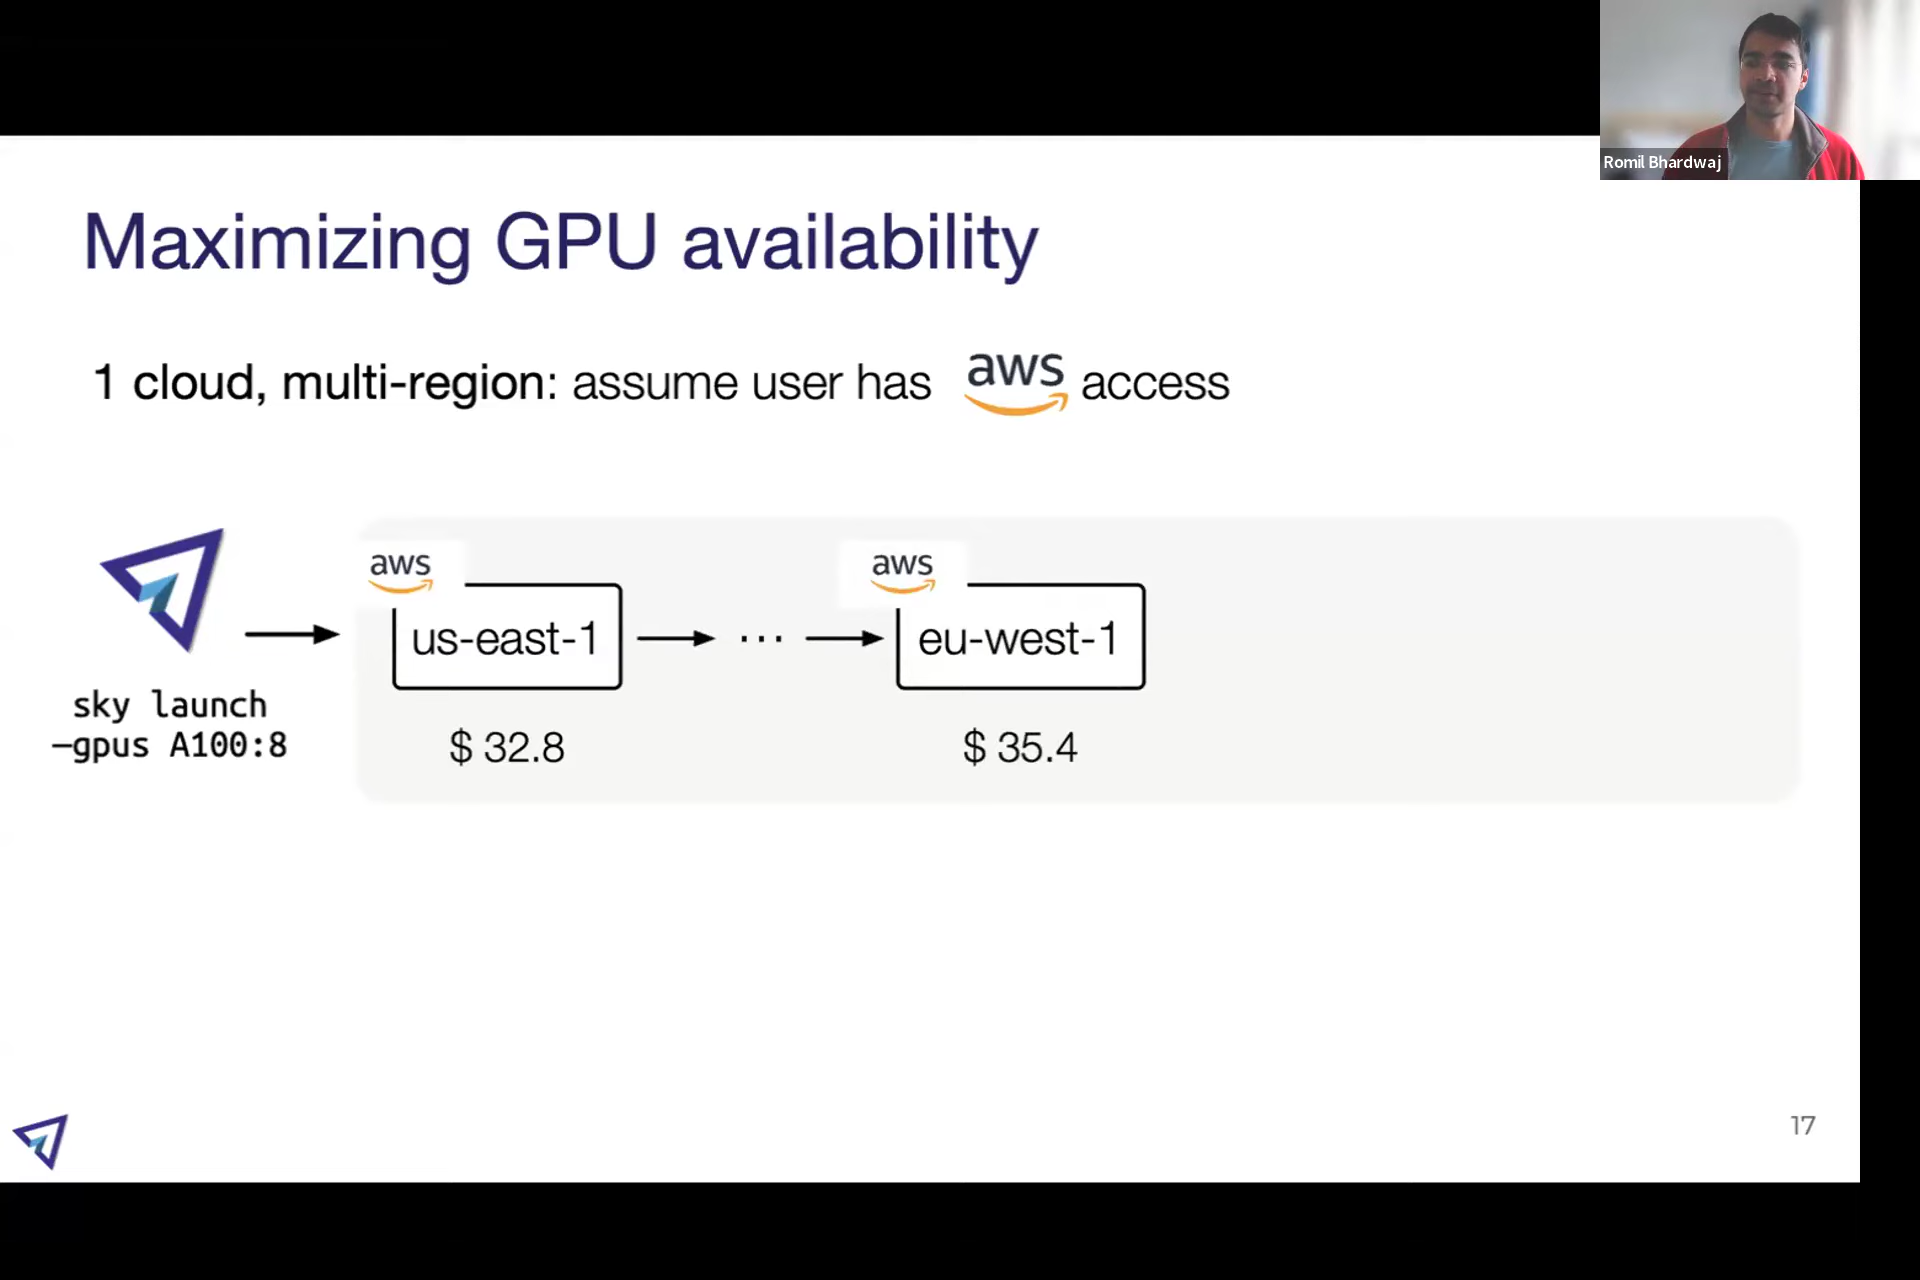 Romil Bhardwaj
Maximizing GPU availability
1 cloud, multi-region: assume user has aws access
aws
aws
us-east-1
...
eu-west-1
sky launch
–gpus A100:8
$ 32.8
$ 35.4
17